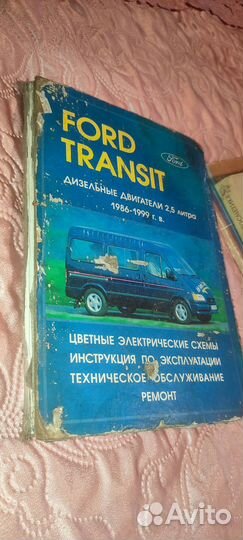 FORD
TRANSIT
Ford
ДИЗЕЛЬНЫЕ ДВИГАТЕЛИ 2,5 литра
1986-1999 г. в.
ЦВЕТНЫЕ ЭЛЕКТРИЧЕСКИЕ СХЕМЫ
ИНСТРУКЦИЯ ПО ЭКСПЛУАТАЦИИ
ТЕХНИЧЕСКОЕ ОБСЛУЖИВАНИЕ
РЕМОНТ
Avito